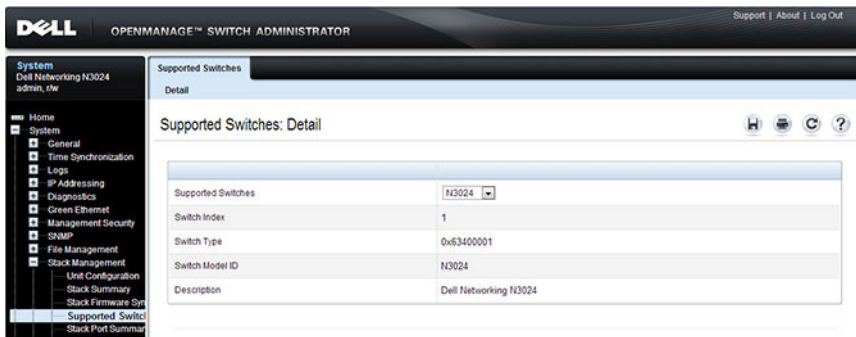 Support | About | Log Out
DELL OPENMANAGE™ SWITCH ADMINISTRATOR
System
Dell Networking N3024
admin, r/w
Supported Switches
Detail
Home
System
General
Time Synchronization
Logs
IP Addressing
Diagnostics
Green Ethernet
Management Security
SNMP
File Management
Stack Management
Unit Configuration
Stack Summary
Stack Firmware Syn
Supported Switcl
Stack Port Summar
Supported Switches: Detail
?
Supported Switches N3024
Switch Index 1
Switch Type 0x63400001
Switch Model ID N3024
Description Dell Networking N3024